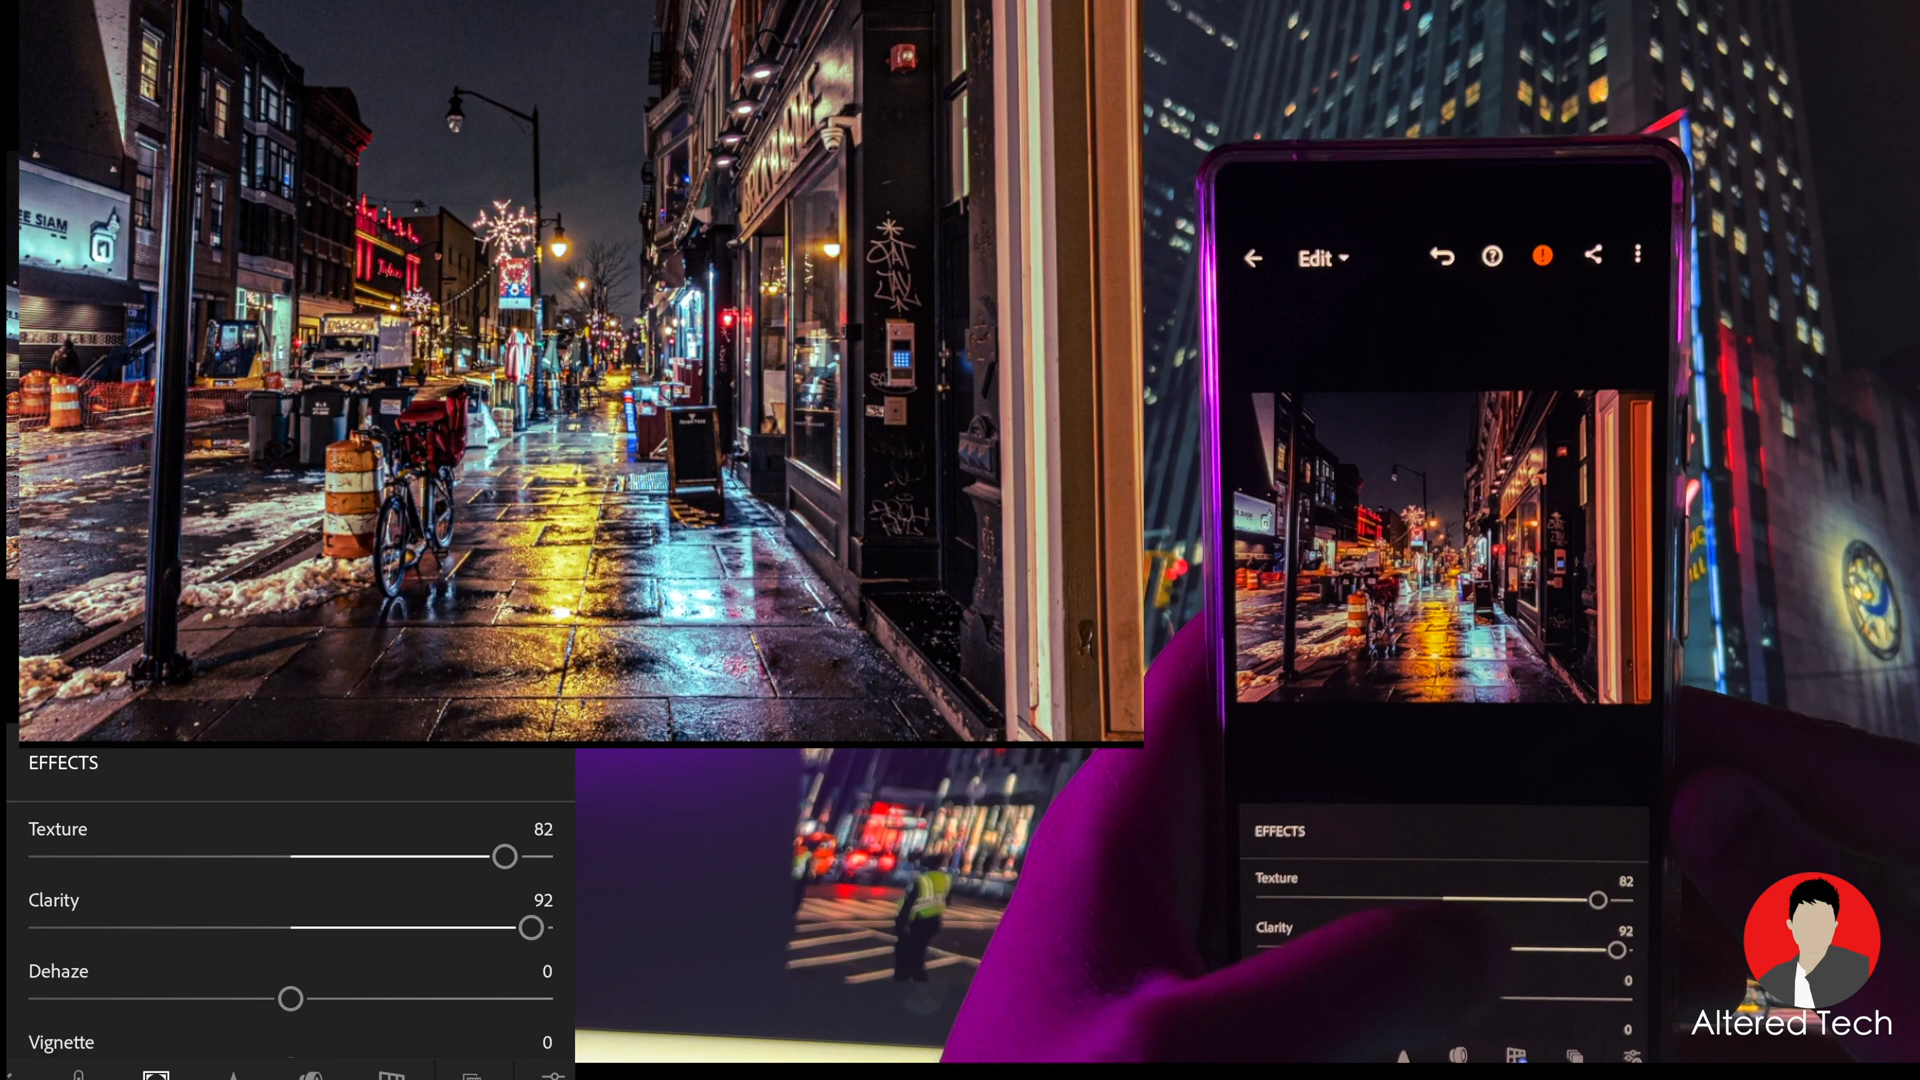 EE SIAM
EFFECTS
Texture 82
Clarity 92
Dehaze 0
Vignette 0
Edit
EFFECTS
Texture 82
Clarity 92
0
0
Altered Tech